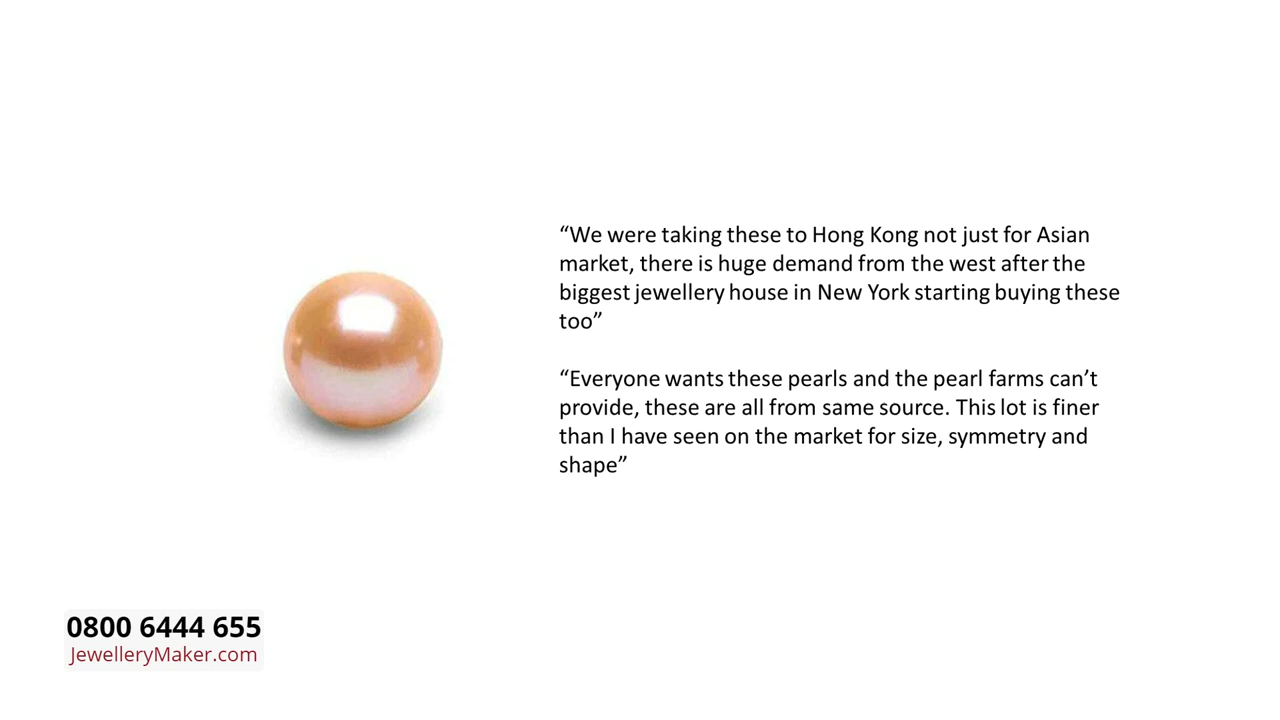 “We were taking these to Hong Kong not just for Asian
market, there is huge demand from the west after the
biggest jewellery house in New York starting buying these
too”
“Everyone wants these pearls and the pearl farms can’t
provide, these are all from same source. This lot is finer
than I have seen on the market for size, symmetry and
shape”
0800 6444 655
JewelleryMaker.com